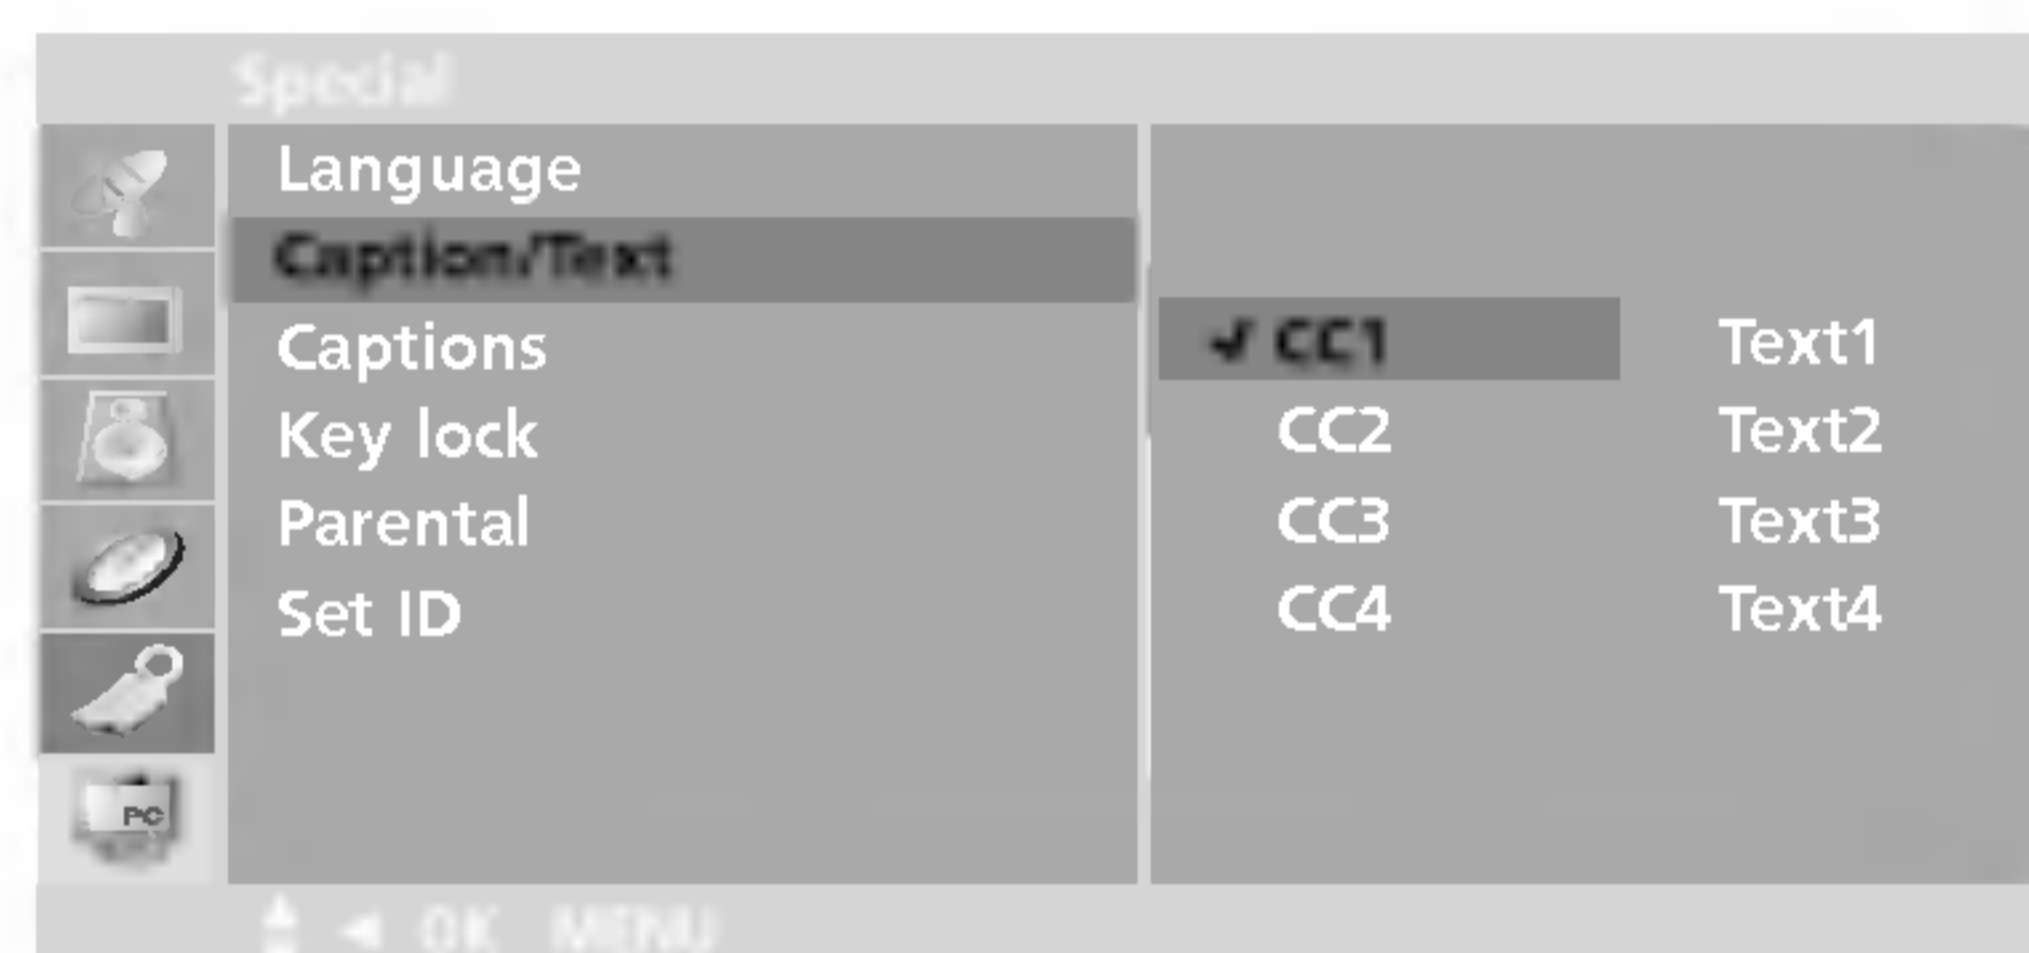 Special
Language
Caption/Text
Captions
Key lock
Parental
Set ID
✔ CC1 Text1
CC2 Text2
CC3 Text3
CC4 Text4
PC
▲ ◄ OK MENU